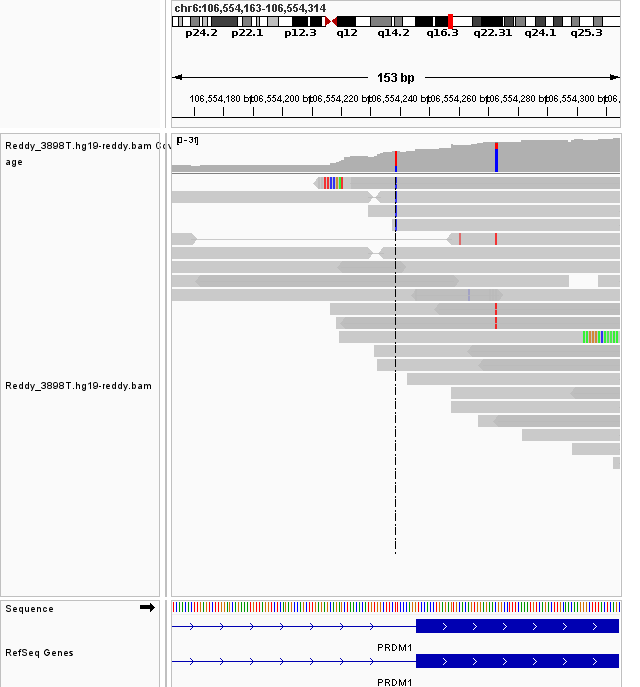 chr6:106,554,163-106,554,314
p24.2 p22.1 p12.3 q12 q14.2 q16.3 q22.31 q24.1 q25.3
153 bp
106,554,180 bp 106,554,200 bp 106,554,220 bp 106,554,240 bp 106,554,260 bp 106,554,280 bp 106,554,300 bp 106,
[0-31]
Reddy_3898T.hg19-reddy.bam Cov
age
Reddy_3898T.hg19-reddy.bam
Sequence
PRDM1
RefSeq Genes
PRDM1